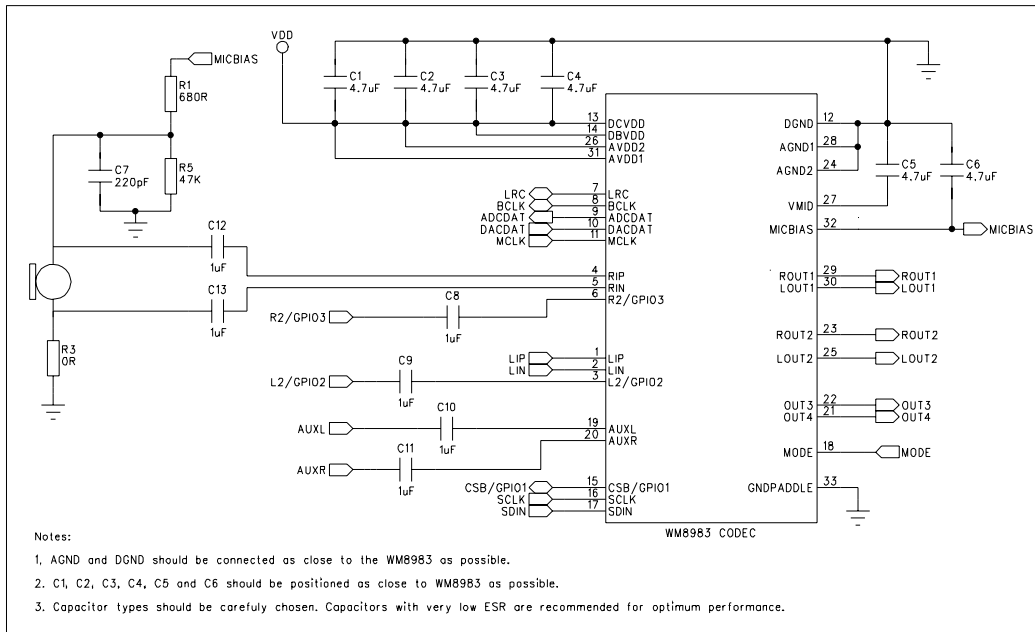 VDD
MICBIAS
R1
680R
C1
4.7uF
C2
4.7uF
C3
4.7uF
C4
4.7uF
C7
220pF
R5
47K
13
DCVDD
14
DBVDD
26
AVDD2
31
AVDD1
DGND
12
AGND1
28
AGND2
24
C5
4.7uF
C6
4.7uF
VMID
27
MICBIAS
32
MICBIAS
LRC
7
LRC
BCLK
8
BCLK
ADCDAT
9
ADCDAT
DACDAT
10
DACDAT
MCLK
11
MCLK
C12
1uF
C13
1uF
4
RIP
5
RIN
6
R2/GPIO3
ROUT1
29
ROUT1
LOUT1
30
LOUT1
R2/GPIO3
C8
1uF
ROUT2
23
ROUT2
LOUT2
25
LOUT2
R3
0R
LIP
1
LIP
LIN
2
LIN
L2/GPIO2
C9
1uF
3
L2/GPIO2
OUT3
22
OUT3
OUT4
21
OUT4
AUXL
C10
1uF
19
AUXL
AUXR
C11
1uF
20
AUXR
MODE
18
MODE
CSB/GPIO1
15
CSB/GPIO1
SCLK
16
SCLK
SDIN
17
SDIN
GNDPADDLE
33
WM8983 CODEC
Notes:
1, AGND and DGND should be connected as close to the WM8983 as possible.
2. C1, C2, C3, C4, C5 and C6 should be positioned as close to WM8983 as possible.
3. Capacitor types should be carefuly chosen. Capacitors with very low ESR are recommended for optimum performance.